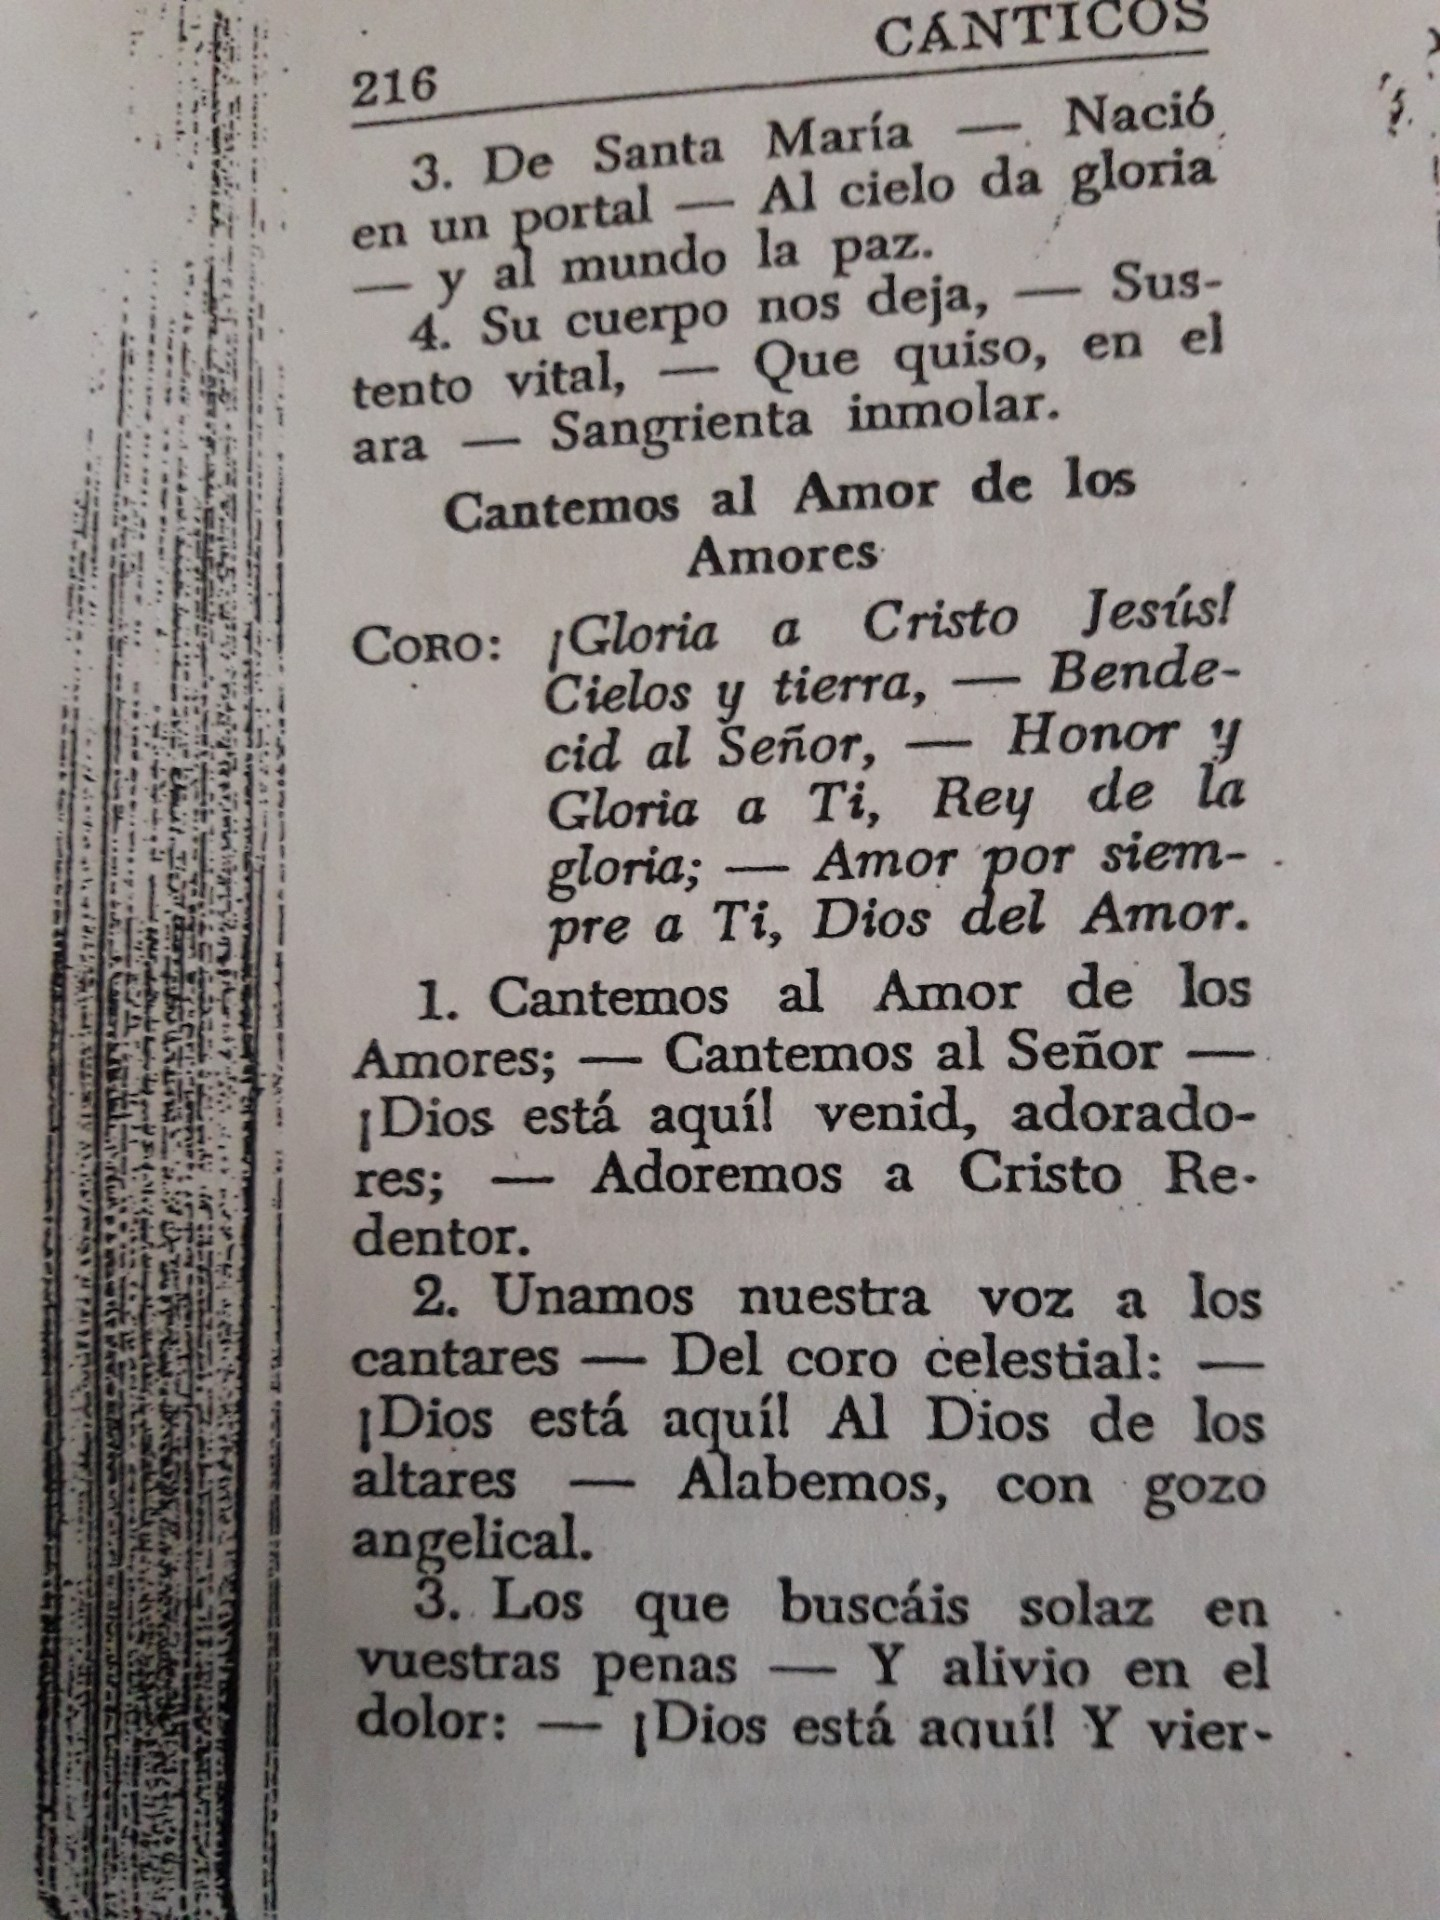 216 CÁNTICOS
3. De Santa María — Nació
en un portal — Al cielo da gloria
— y al mundo la paz.
4. Su cuerpo nos deja, — Sus-
tento vital, — Que quiso, en el
ara — Sangrienta inmolar.
Cantemos al Amor de los
Amores
CORO: ¡Gloria a Cristo Jesús!
Cielos y tierra, — Bende-
cid al Señor, — Honor y
Gloria a Ti, Rey de la
gloria; — Amor por siem-
pre a Ti, Dios del Amor.
1. Cantemos al Amor de los
Amores; — Cantemos al Señor —
¡Dios está aquí! venid, adorado-
res; — Adoremos a Cristo Re-
dentor.
2. Unamos nuestra voz a los
cantares — Del coro celestial: —
¡Dios está aquí! Al Dios de los
altares — Alabemos, con gozo
angelical.
3. Los que buscáis solaz en
vuestras penas — Y alivio en el
dolor: — ¡Dios está aquí! Y vier-